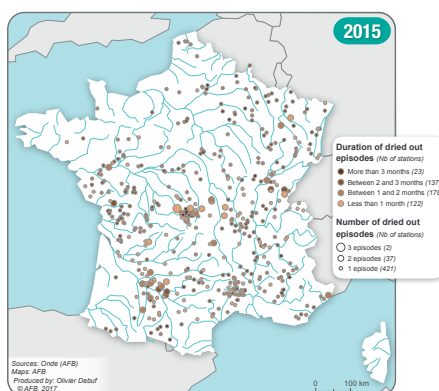 2015
Duration of dried out
episodes (Nb of stations)
More than 3 months (23)
Between 2 and 3 months (137)
Between 1 and 2 months (178)
Less than 1 month (122)
Number of dried out
episodes (Nb of stations)
3 episodes (2)
2 episodes (37)
1 episode (421)
Sources: Onde (AFB)
Maps: AFB
Produced by: Olivier Debuf
© AFB, 2017
0 100 km